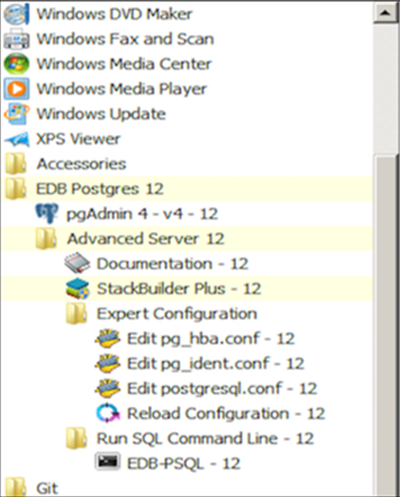 Windows DVD Maker
Windows Fax and Scan
Windows Media Center
Windows Media Player
Windows Update
XPS Viewer
Accessories
EDB Postgres 12
pgAdmin 4 - v4 - 12
Advanced Server 12
Documentation - 12
StackBuilder Plus - 12
Expert Configuration
Edit pg_hba.conf - 12
Edit pg_ident.conf - 12
Edit postgresql.conf - 12
Reload Configuration - 12
Run SQL Command Line - 12
EDB-PSQL - 12
Git